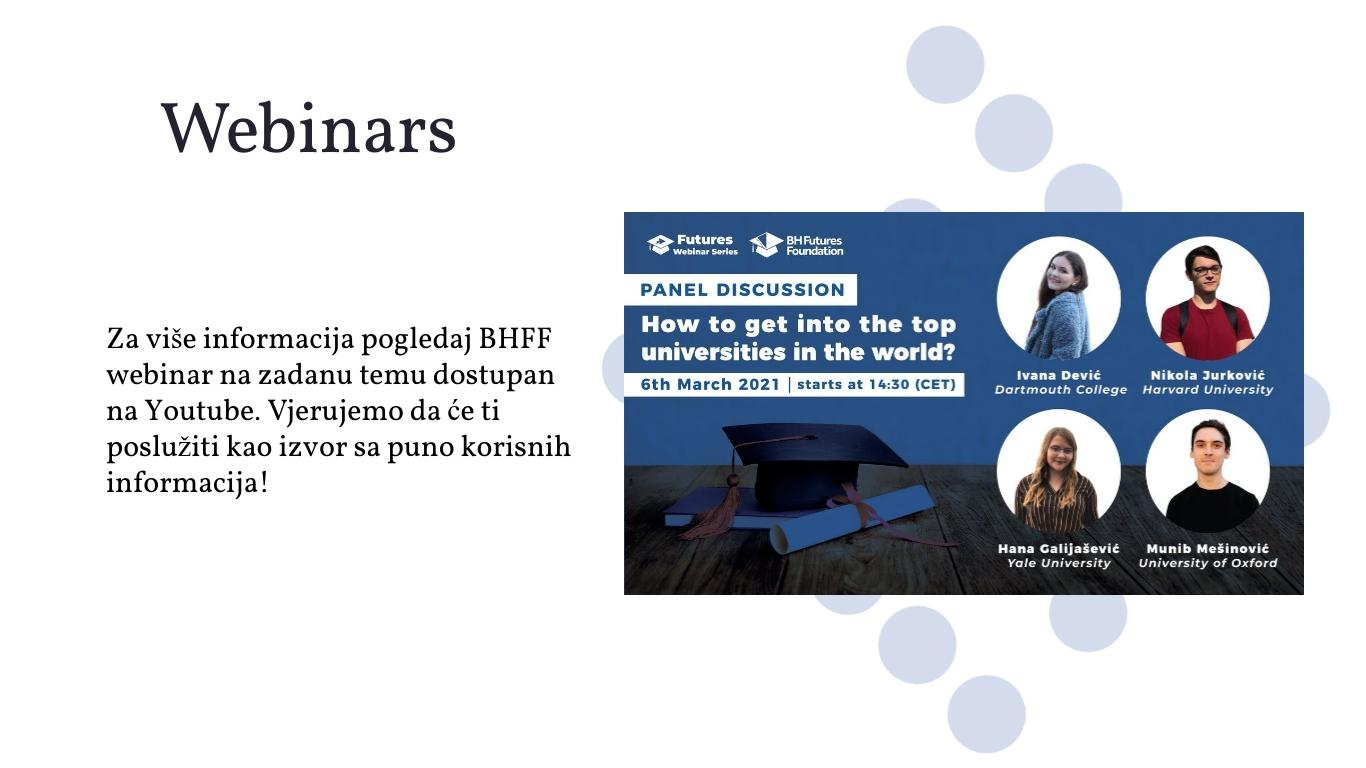 Webinars
Za više informacija pogledaj BHFF
webinar na zadanu temu dostupan
na Youtube. Vjerujemo da će ti
poslužiti kao izvor sa puno korisnih
informacija!
Futures
Webinar Series
BH Futures
Foundation
PANEL DISCUSSION
How to get into the top
universities in the world?
6th March 2021 | starts at 14:30 (CET)
Ivana Dević
Dartmouth College
Nikola Jurković
Harvard University
Hana Galijašević
Yale University
Munib Mešinović
University of Oxford